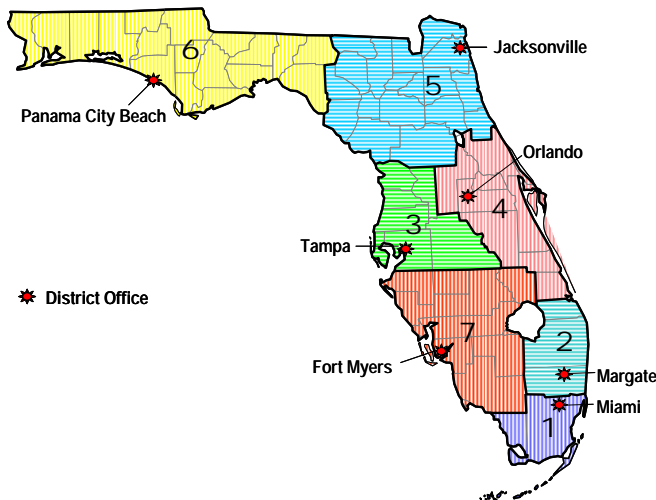 6
Jacksonville
5
Panama City Beach
Orlando
4
3
Tampa
District Office
7
2
Fort Myers
Margate
Miami
1